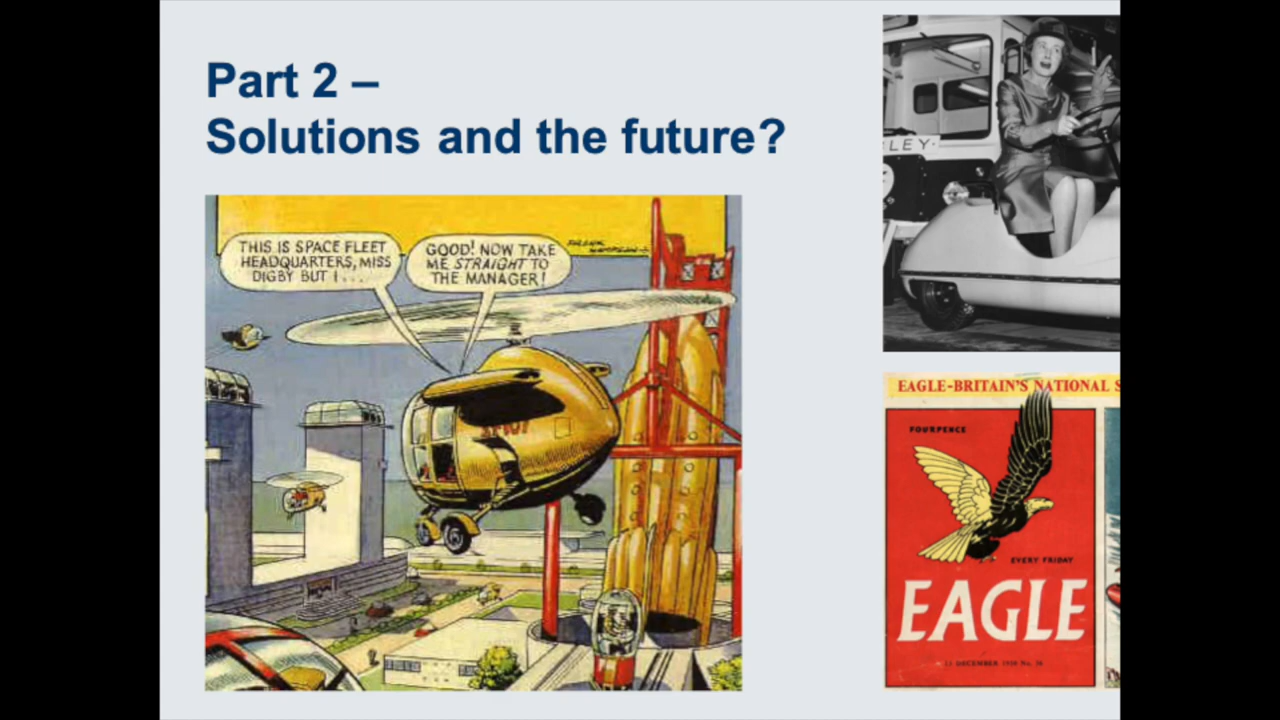 Part 2 –
Solutions and the future?
THIS IS SPACE FLEET
HEADQUARTERS, MISS
DIGBY BUT I . . . .
GOOD! NOW TAKE
ME STRAIGHT TO
THE MANAGER!
LEY·
EAGLE-BRITAIN'S NATIONAL S
FOURPENCE
EVERY FRIDAY
EAGLE